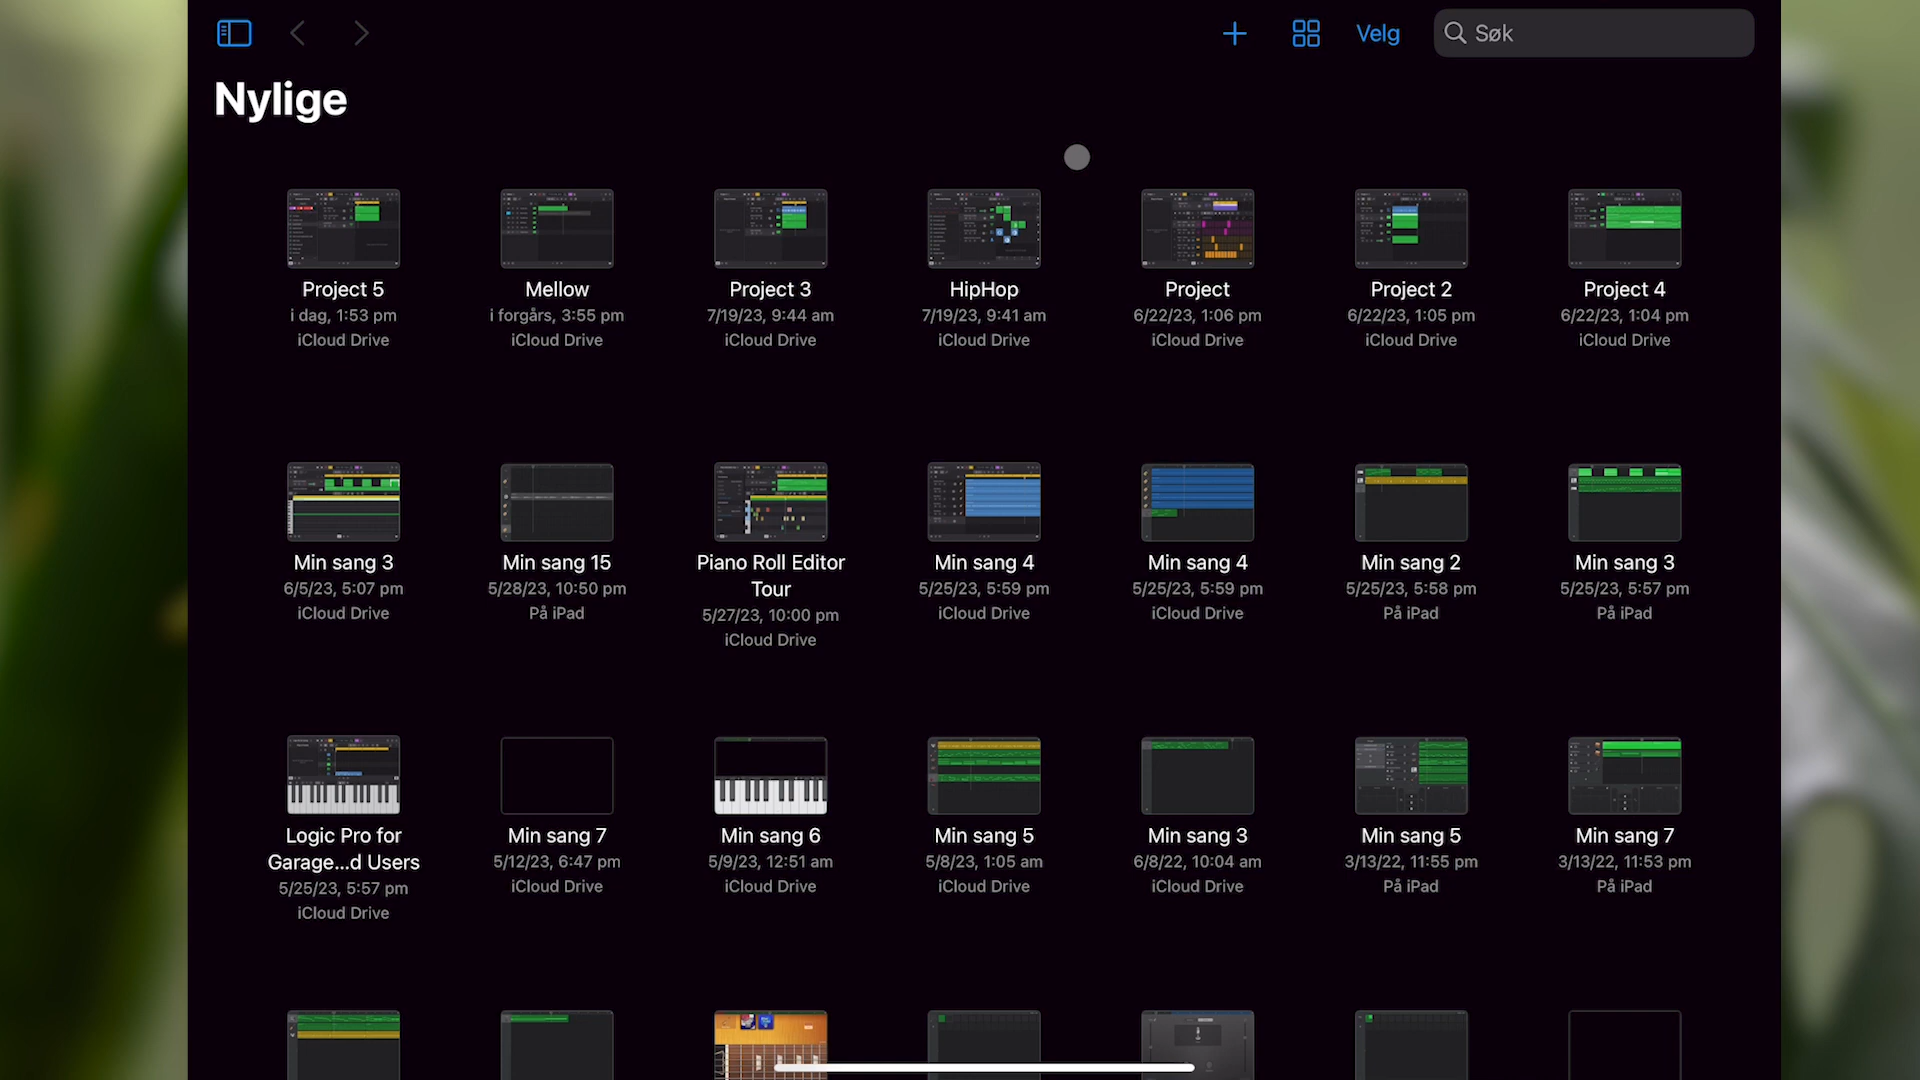 Velg
Søk
Nylige
Project 5
i dag, 1:53 pm
iCloud Drive
Mellow
i forgårs, 3:55 pm
iCloud Drive
Project 3
7/19/23, 9:44 am
iCloud Drive
HipHop
7/19/23, 9:41 am
iCloud Drive
Project
6/22/23, 1:06 pm
iCloud Drive
Project 2
6/22/23, 1:05 pm
iCloud Drive
Project 4
6/22/23, 1:04 pm
iCloud Drive
Min sang 3
6/5/23, 5:07 pm
iCloud Drive
Min sang 15
5/28/23, 10:50 pm
På iPad
Piano Roll Editor
Tour
5/27/23, 10:00 pm
iCloud Drive
Min sang 4
5/25/23, 5:59 pm
iCloud Drive
Min sang 4
5/25/23, 5:59 pm
iCloud Drive
Min sang 2
5/25/23, 5:58 pm
På iPad
Min sang 3
5/25/23, 5:57 pm
På iPad
Logic Pro for
Garage...d Users
5/25/23, 5:57 pm
iCloud Drive
Min sang 7
5/12/23, 6:47 pm
iCloud Drive
Min sang 6
5/9/23, 12:51 am
iCloud Drive
Min sang 5
5/8/23, 1:05 am
iCloud Drive
Min sang 3
6/8/22, 10:04 am
iCloud Drive
Min sang 5
3/13/22, 11:55 pm
På iPad
Min sang 7
3/13/22, 11:53 pm
På iPad